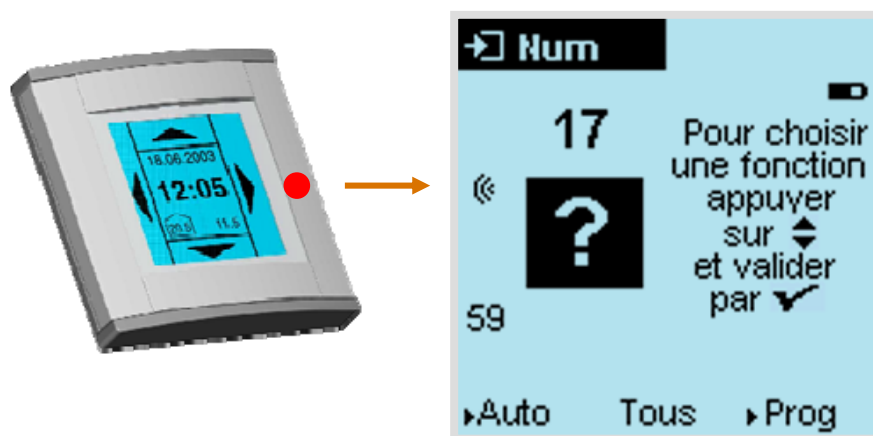 18.06.2003
12:05
20.5 11.5
Num
17
Pour choisir
une fonction
appuyer
sur
et valider
par
?
59
Auto Tous Prog